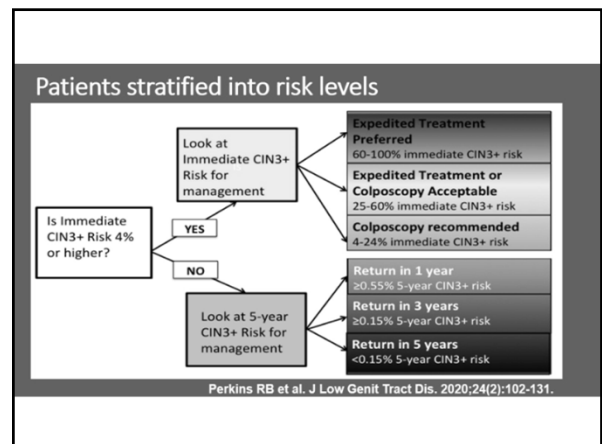 Patients stratified into risk levels
Is Immediate
CIN3+ Risk 4%
or higher?
YES
NO
Look at
Immediate CIN3+
Risk for
management
Look at 5-year
CIN3+ Risk for
management
Expedited Treatment
Preferred
60-100% immediate CIN3+ risk
Expedited Treatment or
Colposcopy Acceptable
25-60% immediate CIN3+ risk
Colposcopy recommended
4-24% immediate CIN3+ risk
Return in 1 year
≥0.55% 5-year CIN3+ risk
Return in 3 years
≥0.15% 5-year CIN3+ risk
Return in 5 years
<0.15% 5-year CIN3+ risk
Perkins RB et al. J Low Genit Tract Dis. 2020;24(2):102-131.